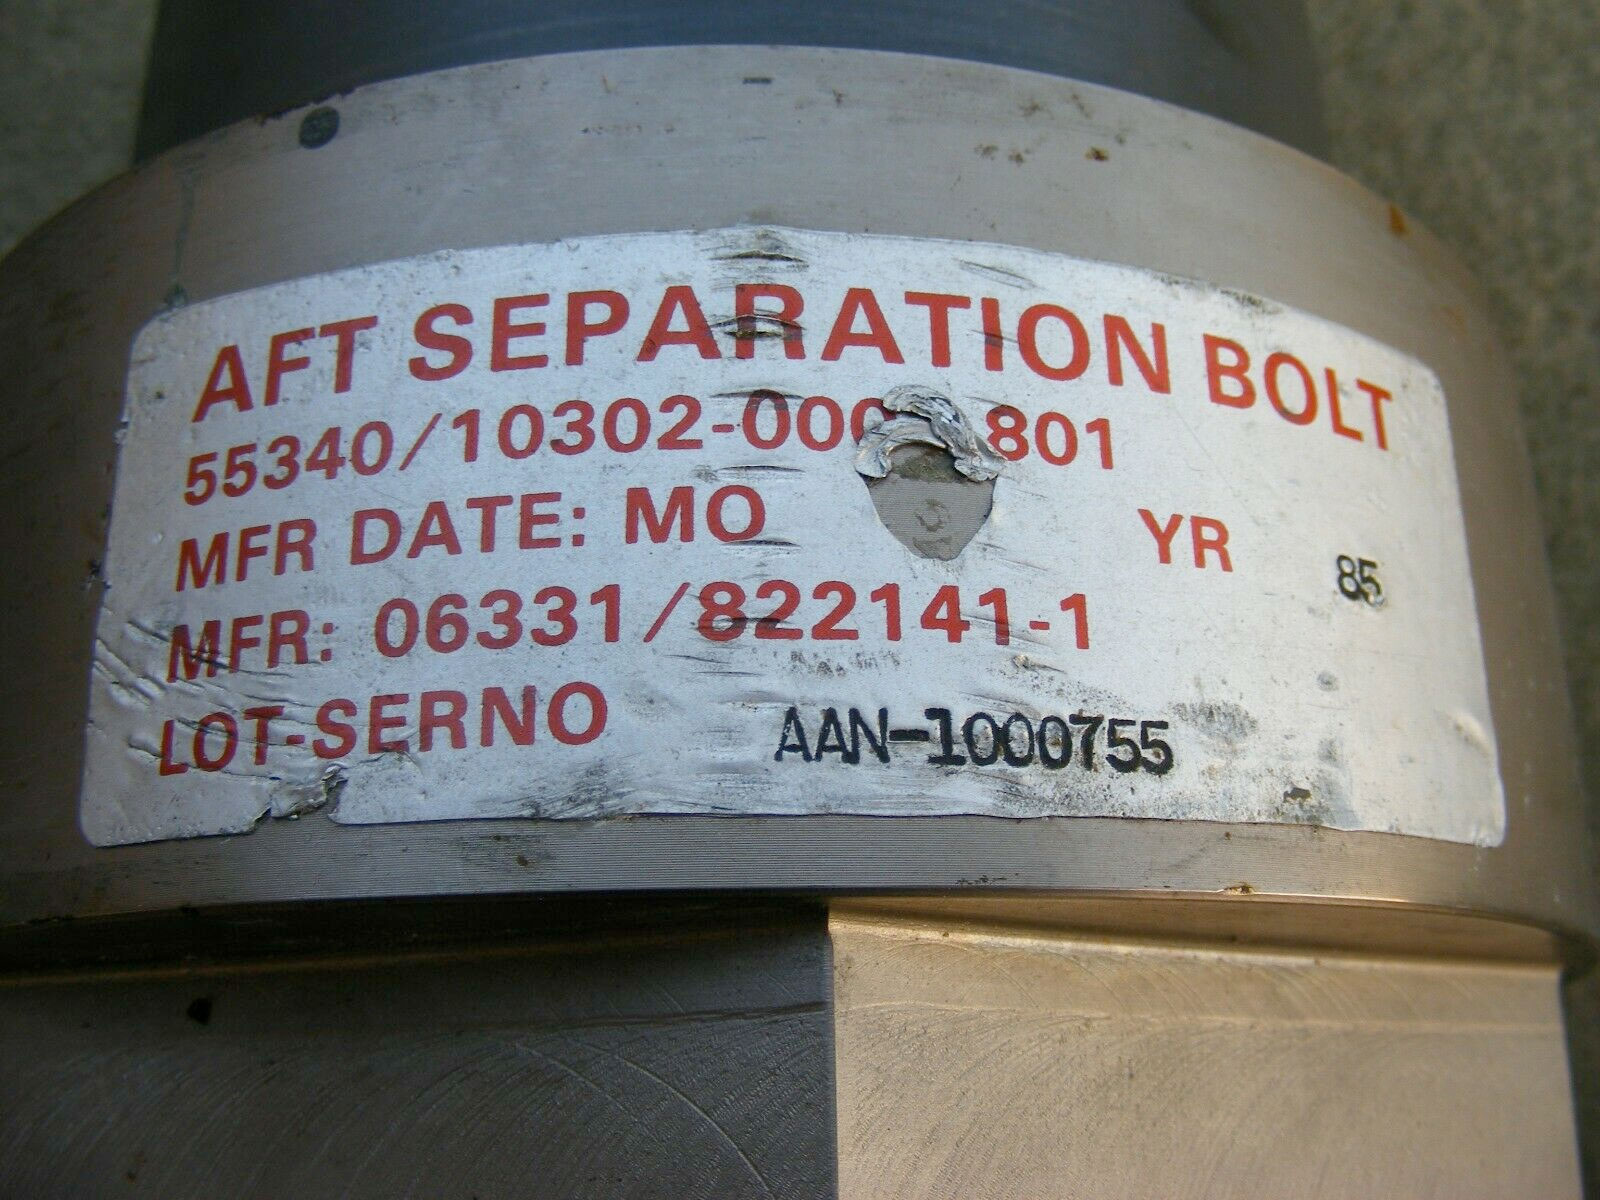 AFT SEPARATION BOLT
55340/10302-000 801
MFR DATE: MO YR 85
MFR: 06331/822141-1
LOT-SERNO AAN-1000755